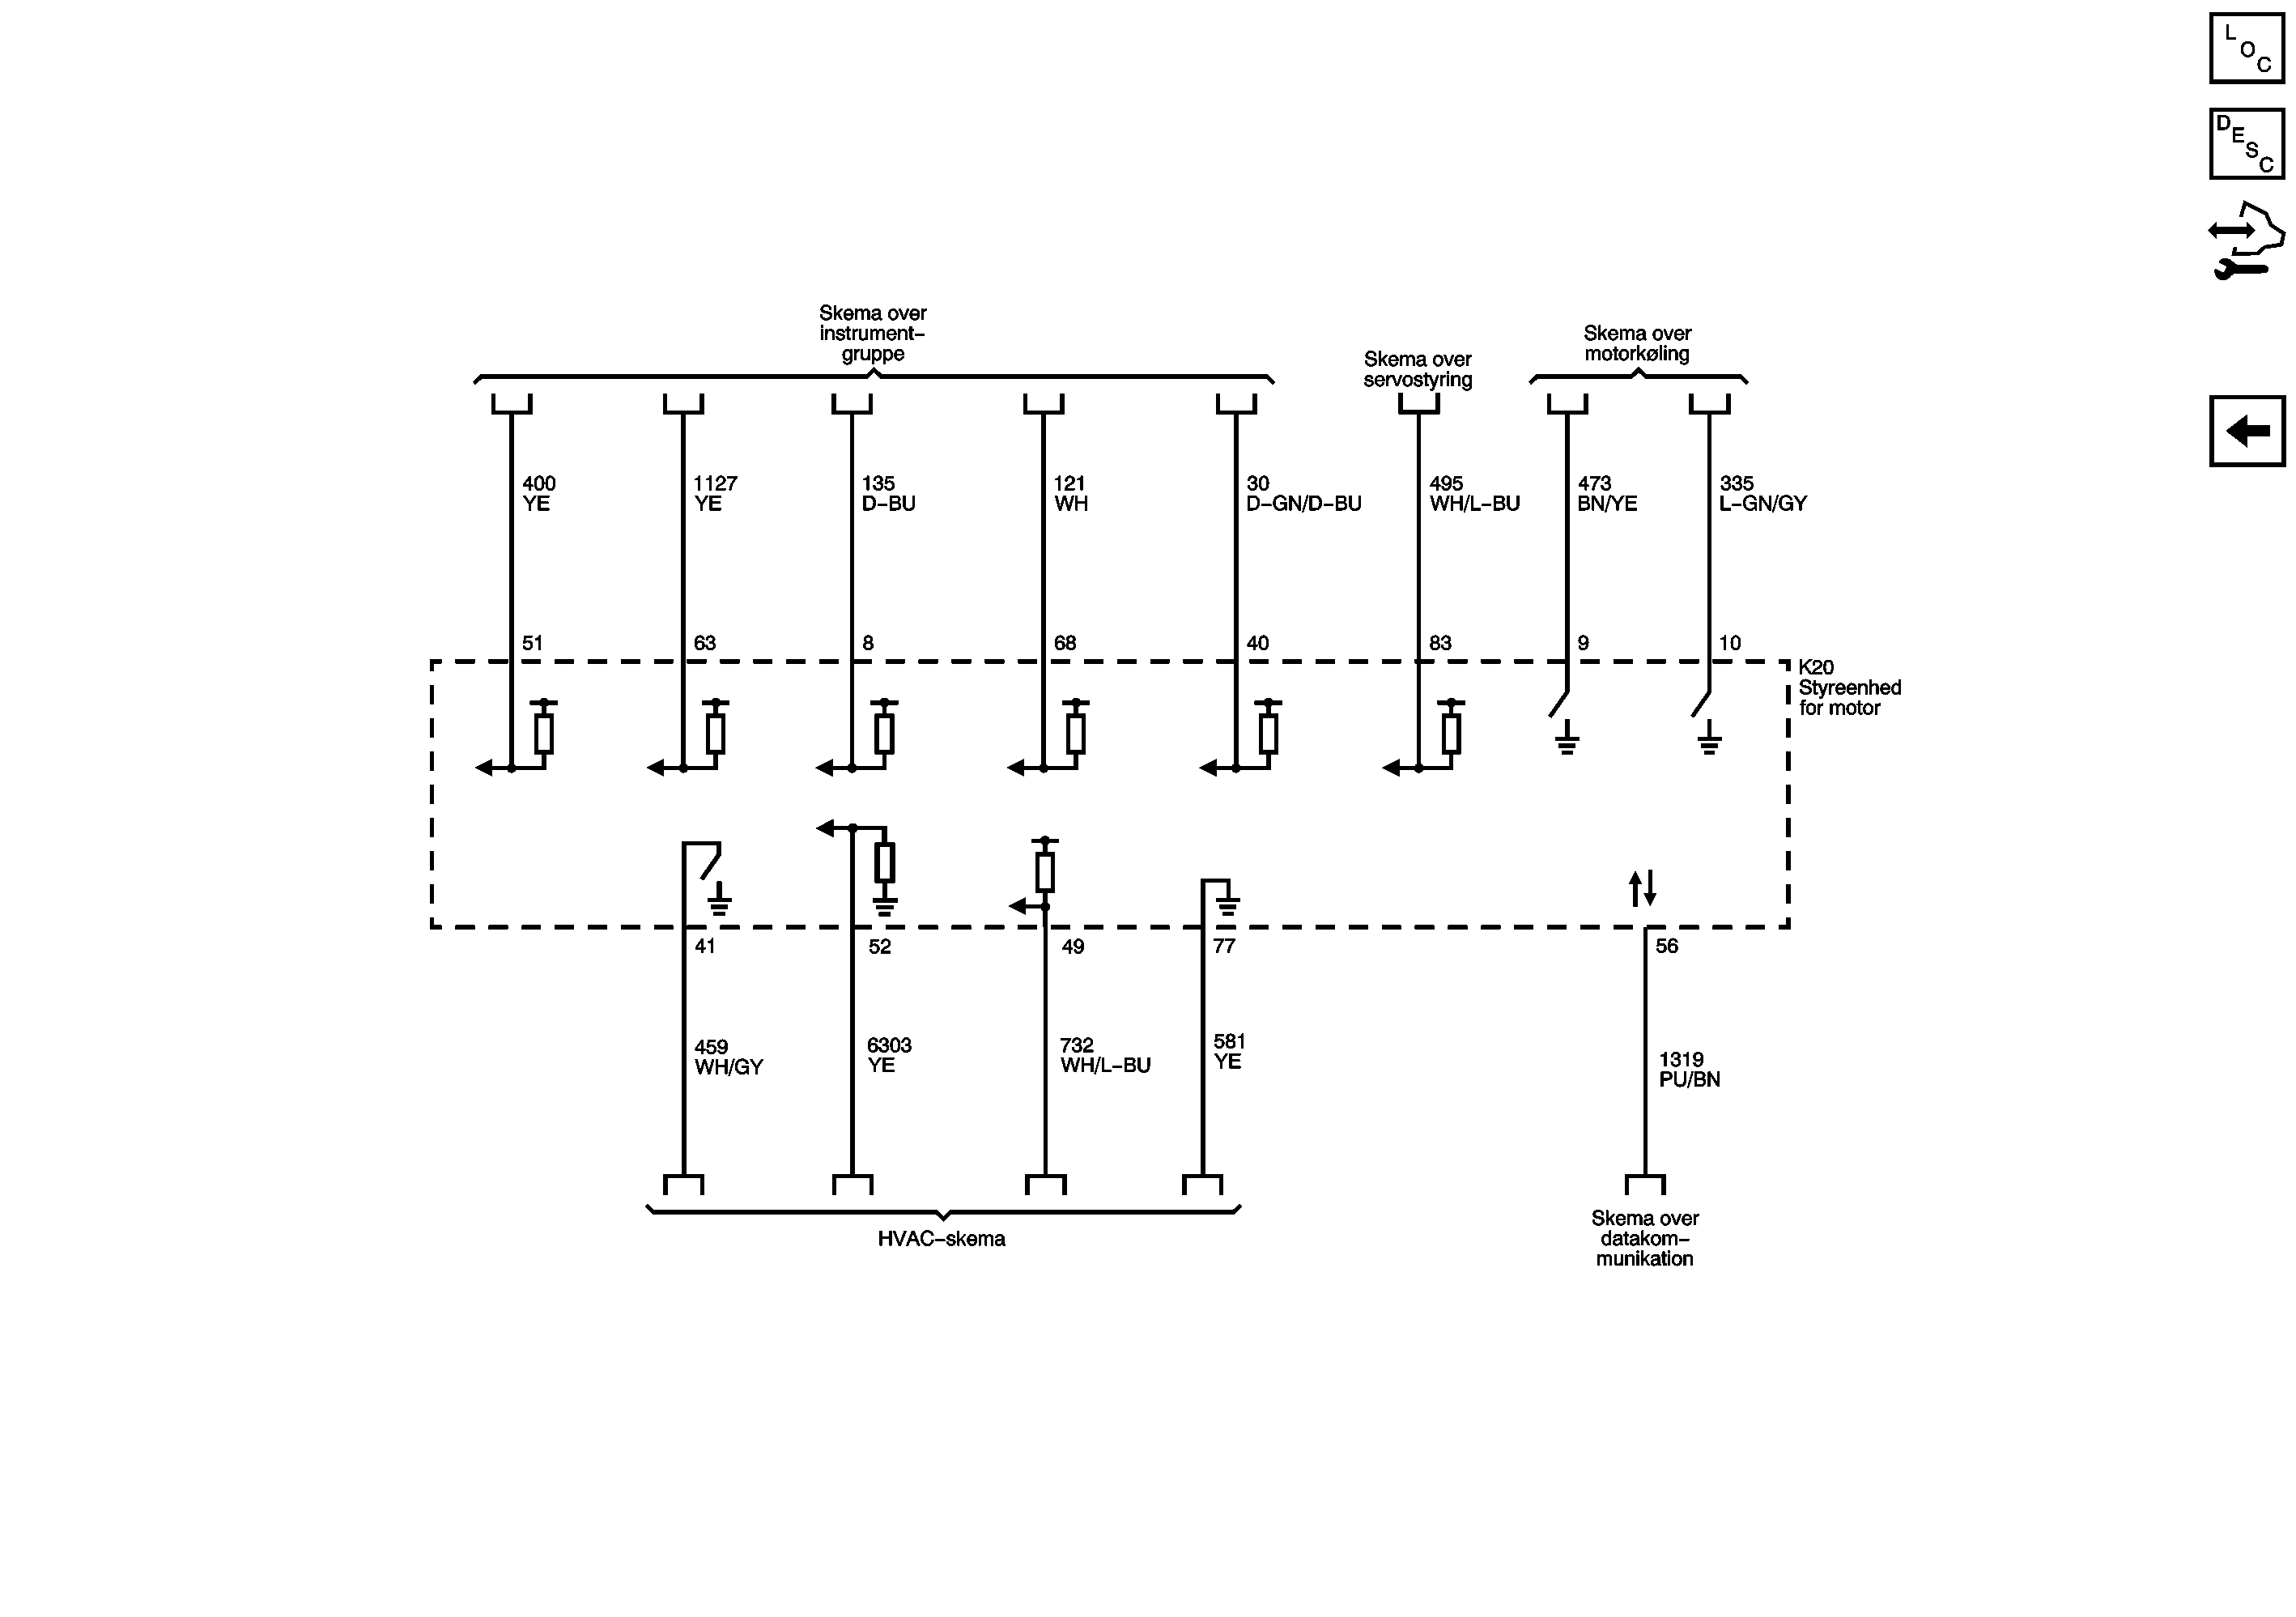 L
O
C
D
E
S
C
Skema over
instrument–
gruppe
Skema over
servostyring
Skema over
motorkøling
400
YE
1127
YE
135
D–BU
121
WH
30
D–GN/D–BU
495
WH/L–BU
473
BN/YE
335
L–GN/GY
51
63
8
68
40
83
9
10
K20
Styreenhed
for motor
41
52
49
77
56
459
WH/GY
6303
YE
732
WH/L–BU
581
YE
1319
PU/BN
HVAC–skema
Skema over
datakom–
munikation